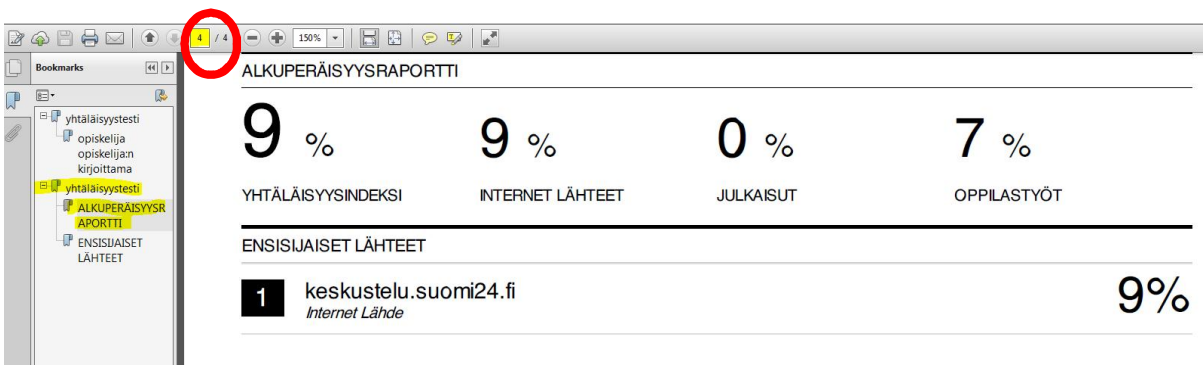 4 / 4
150%
Bookmarks
yhtäläisyystesti
opiskelija
opiskelija:n
kirjoittama
yhtäläisyystesti
ALKUPERÄISYYSR
APORTTI
ENSISIJAISET
LÄHTEET
ALKUPERÄISYYSRAPORTTI
9 % 9 % 0 % 7 %
YHTÄLÄISYYSINDEKSI INTERNET LÄHTEET JULKAISUT OPPILASTYÖT
ENSISIJAISET LÄHTEET
1 keskustelu.suomi24.fi 9%
Internet Lähde